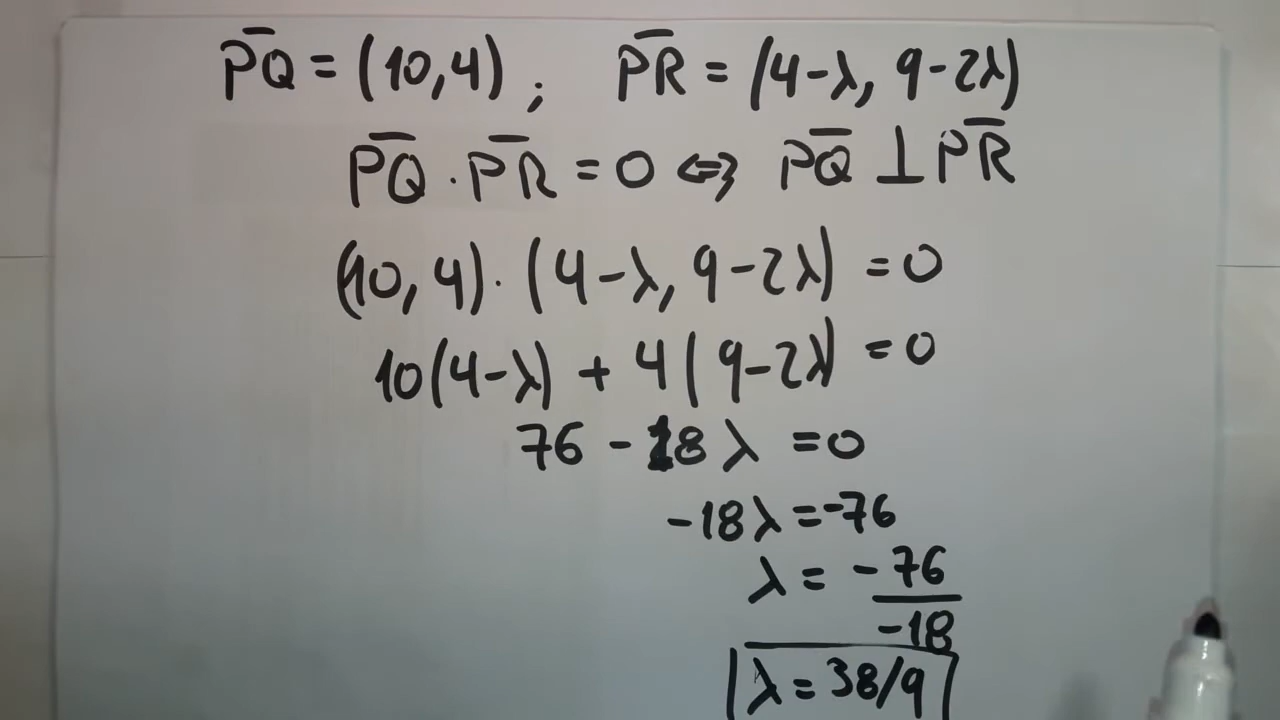 P̅Q̅ = (10,4) ; P̅R̅ = (4-λ, 9-2λ)
P̅Q̅ · P̅R̅ = 0 ⇔ P̅Q̅ ⊥ P̅R̅
(10, 4) · (4-λ, 9-2λ) = 0
10(4-λ) + 4(9-2λ) = 0
76 - 18λ = 0
-18λ = -76
λ = -76/-18
λ = 38/9